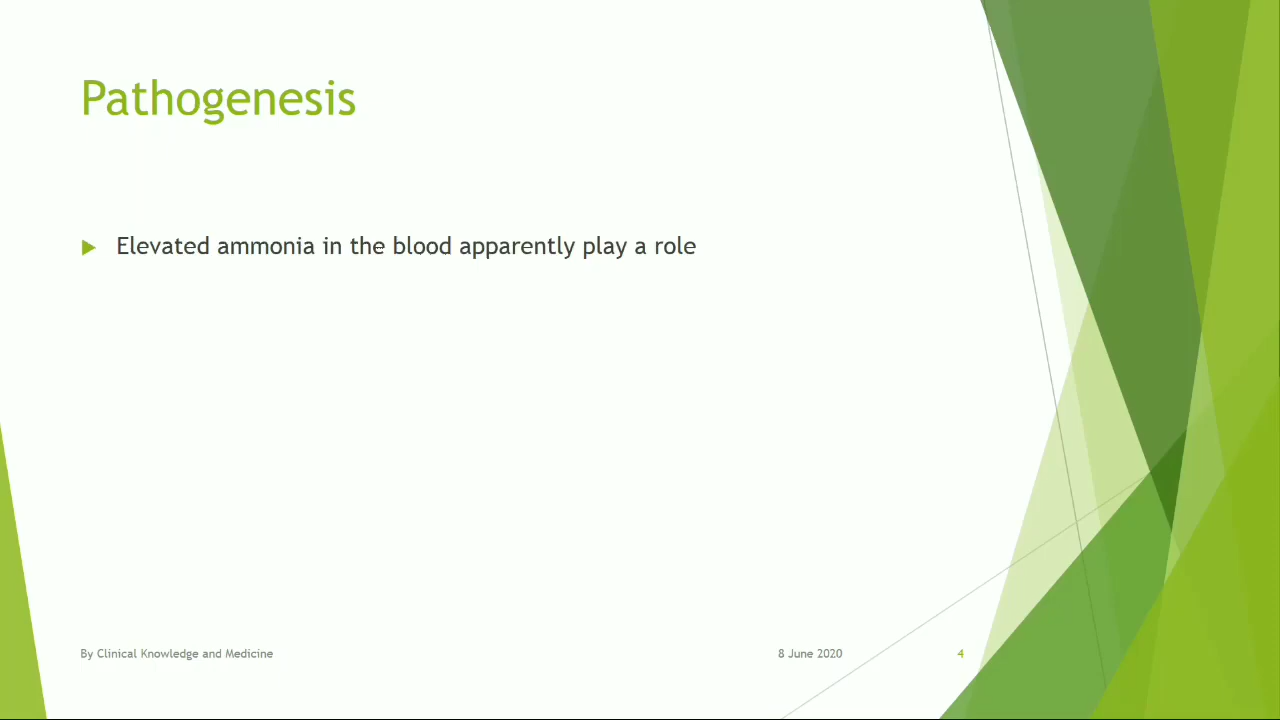 Pathogenesis
Elevated ammonia in the blood apparently play a role
By Clinical Knowledge and Medicine
8 June 2020
4